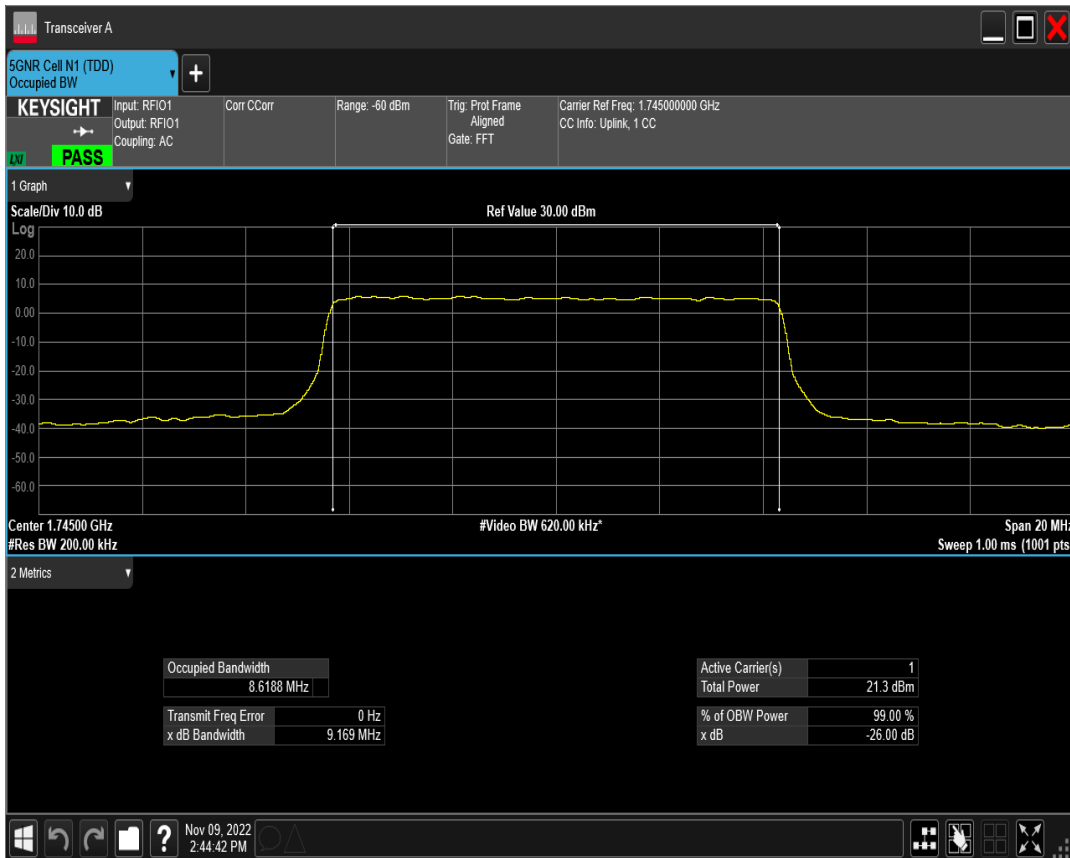 Transceiver A
5GNR Cell N1 (TDD)
Occupied BW
+
KEYSIGHT
LXI
PASS
Input: RFIO1
Output: RFIO1
Coupling: AC
Corr CCorr
Range: -60 dBm
Trig: Prot Frame
Aligned
Gate: FFT
Carrier Ref Freq: 1.745000000 GHz
CC Info: Uplink, 1 CC
1 Graph
Scale/Div 10.0 dB
Ref Value 30.00 dBm
Log
20.0
10.0
0.00
-10.0
-20.0
-30.0
-40.0
-50.0
-60.0
Center 1.74500 GHz
#Video BW 620.00 kHz*
Span 20 MHz
#Res BW 200.00 kHz
Sweep 1.00 ms (1001 pts
2 Metrics
Occupied Bandwidth
8.6188 MHz
Transmit Freq Error 0 Hz
x dB Bandwidth 9.169 MHz
Active Carrier(s) 1
Total Power 21.3 dBm
% of OBW Power 99.00 %
x dB -26.00 dB
?
Nov 09, 2022
2:44:42 PM